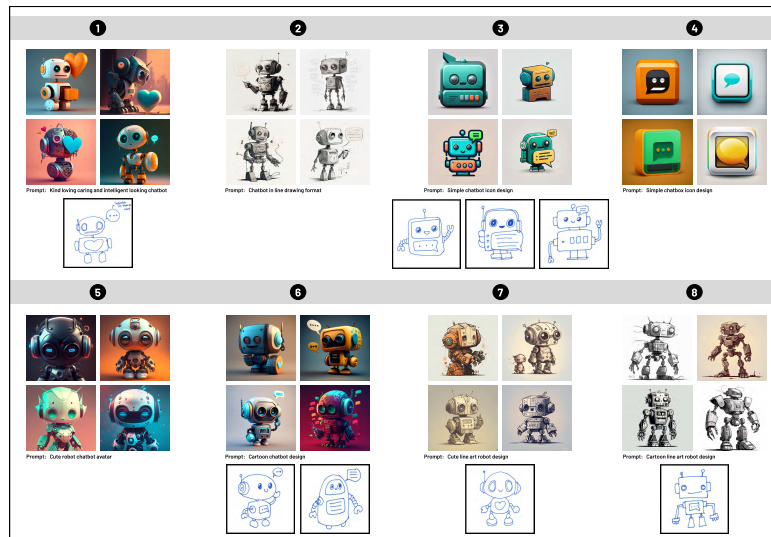 1
2
3
4
Prompt: Kind loving caring and intelligent looking chatbot
Prompt: Chatbot in line drawing format
Prompt: Simple chatbot icon design
Prompt: Simple chatbox icon design
5
6
7
8
Prompt: Cute robot chatbot avatar
Prompt: Cartoon chatbot design
Prompt: Cute line art robot design
Prompt: Cartoon line art robot design